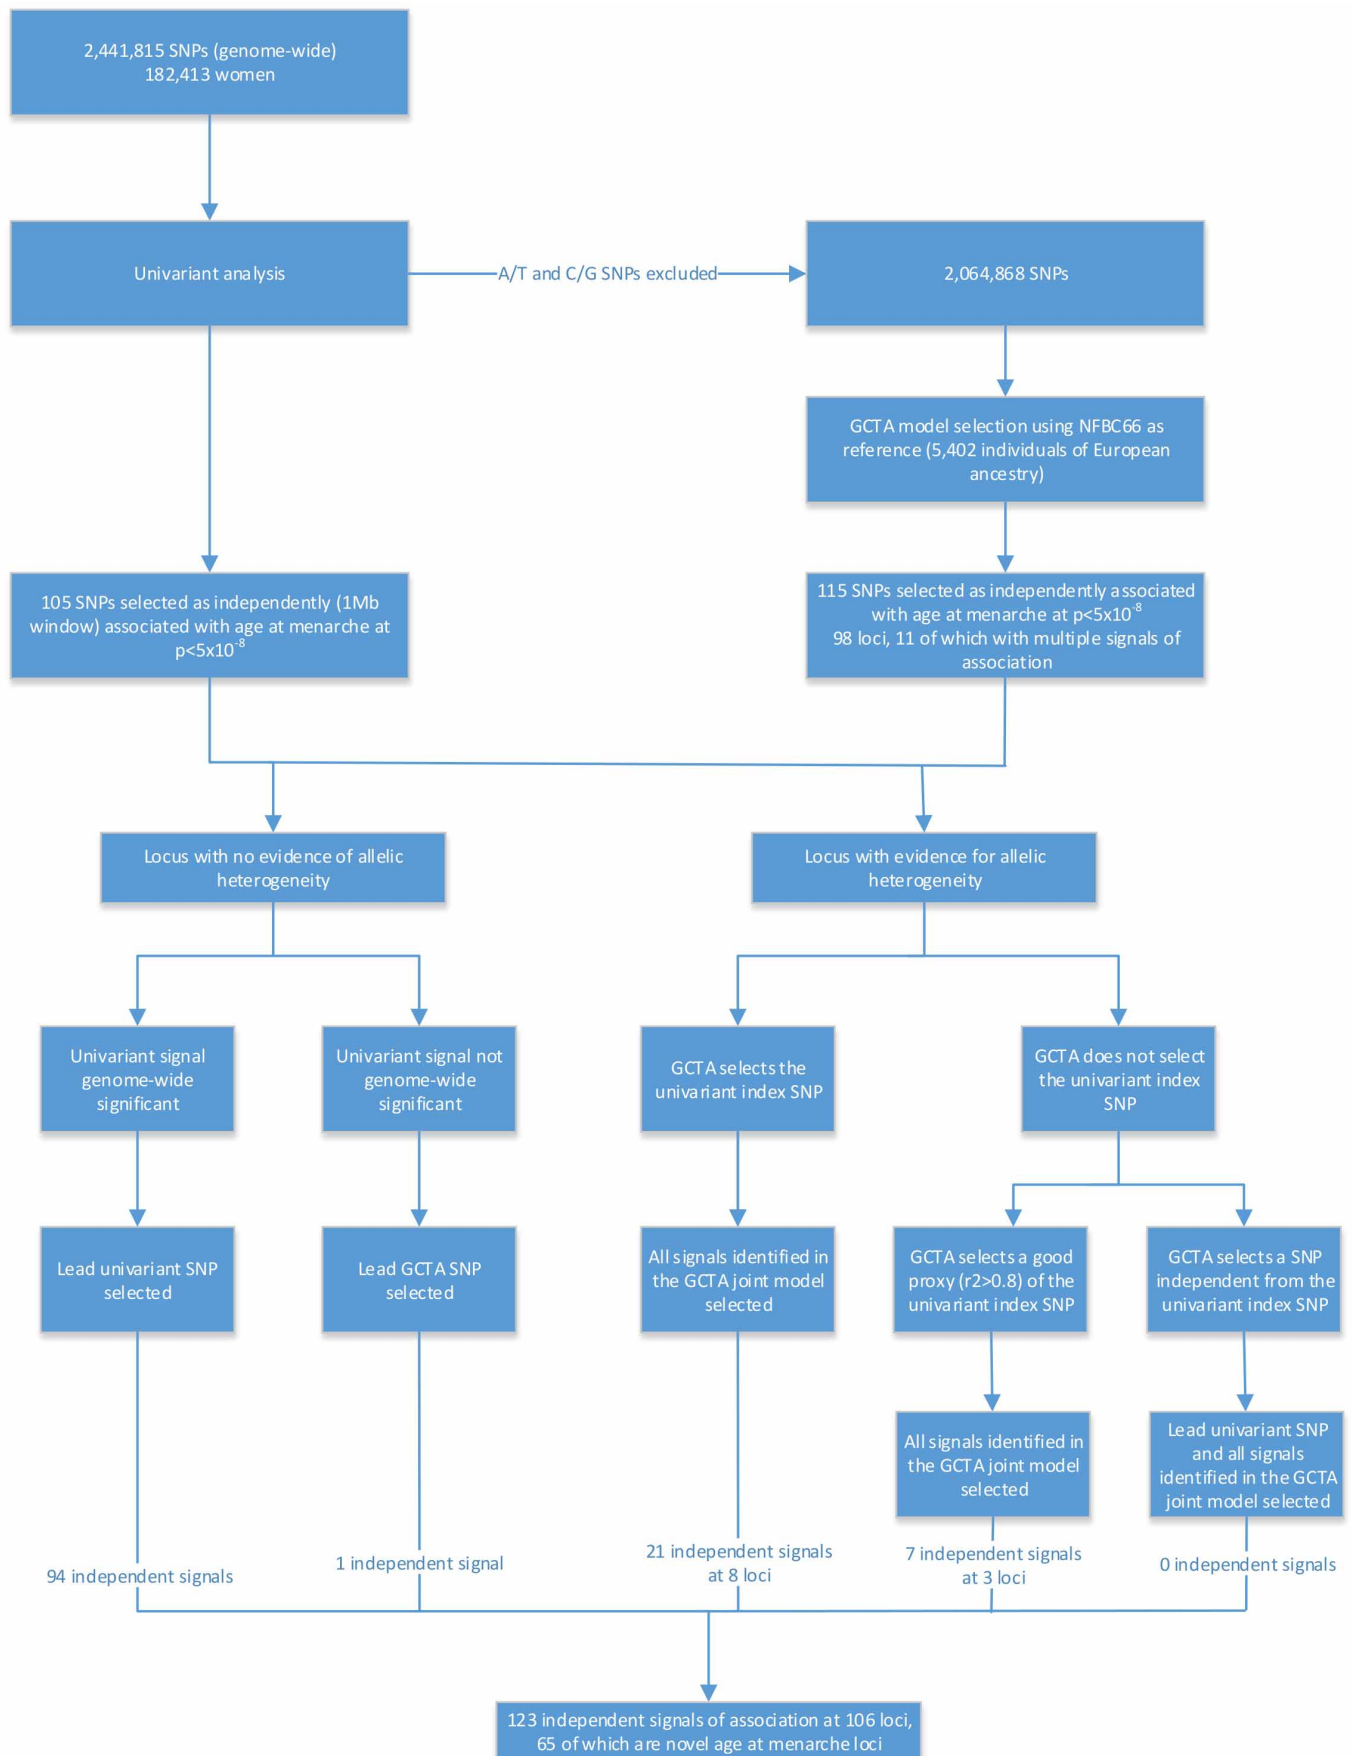 2,441,815 SNPs (genome-wide)
182,413 women
Univariant analysis
A/T and C/G SNPs excluded
2,064,868 SNPs
GCTA model selection using NFBC66 as
reference (5,402 individuals of European
ancestry)
105 SNPs selected as independently (1Mb
window) associated with age at menarche at
p<5x10⁻⁸
115 SNPs selected as independently associated
with age at menarche at p<5x10⁻⁸
98 loci, 11 of which with multiple signals of
association
Locus with no evidence of allelic
heterogeneity
Locus with evidence for allelic
heterogeneity
Univariant signal
genome-wide
significant
Univariant signal not
genome-wide
significant
GCTA selects the
univariant index SNP
GCTA does not select
the univariant index
SNP
Lead univariant SNP
selected
Lead GCTA SNP
selected
All signals identified in
the GCTA joint model
selected
GCTA selects a good
proxy (r2>0.8) of the
univariant index SNP
GCTA selects a SNP
independent from the
univariant index SNP
All signals identified in
the GCTA joint model
selected
Lead univariant SNP
and all signals
identified in the GCTA
joint model selected
94 independent signals
1 independent signal
21 independent signals
at 8 loci
7 independent signals
at 3 loci
0 independent signals
123 independent signals of association at 106 loci,
65 of which are novel age at menarche loci